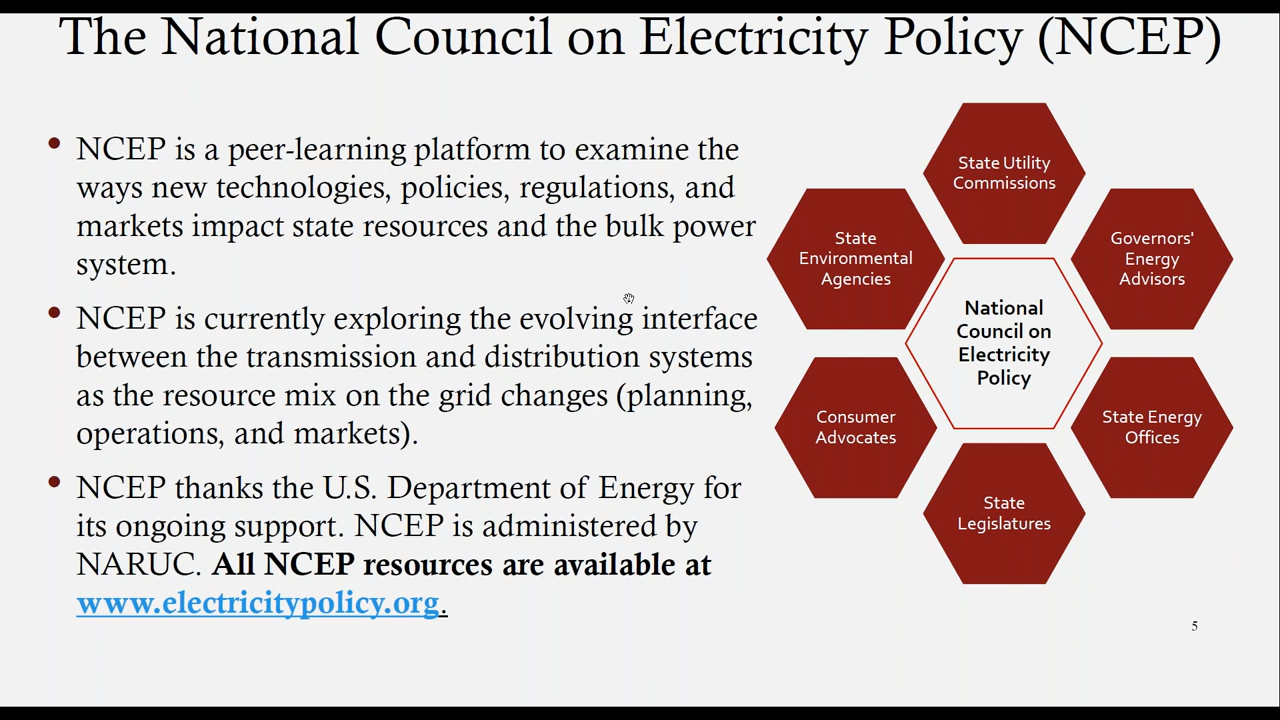 The National Council on Electricity Policy (NCEP)
• NCEP is a peer-learning platform to examine the
ways new technologies, policies, regulations, and
markets impact state resources and the bulk power
system.
• NCEP is currently exploring the evolving interface
between the transmission and distribution systems
as the resource mix on the grid changes (planning,
operations, and markets).
• NCEP thanks the U.S. Department of Energy for
its ongoing support. NCEP is administered by
NARUC. All NCEP resources are available at
www.electricitypolicy.org.
State Utility
Commissions
Governors'
Energy
Advisors
State Energy
Offices
State
Legislatures
Consumer
Advocates
State
Environmental
Agencies
National
Council on
Electricity
Policy
5